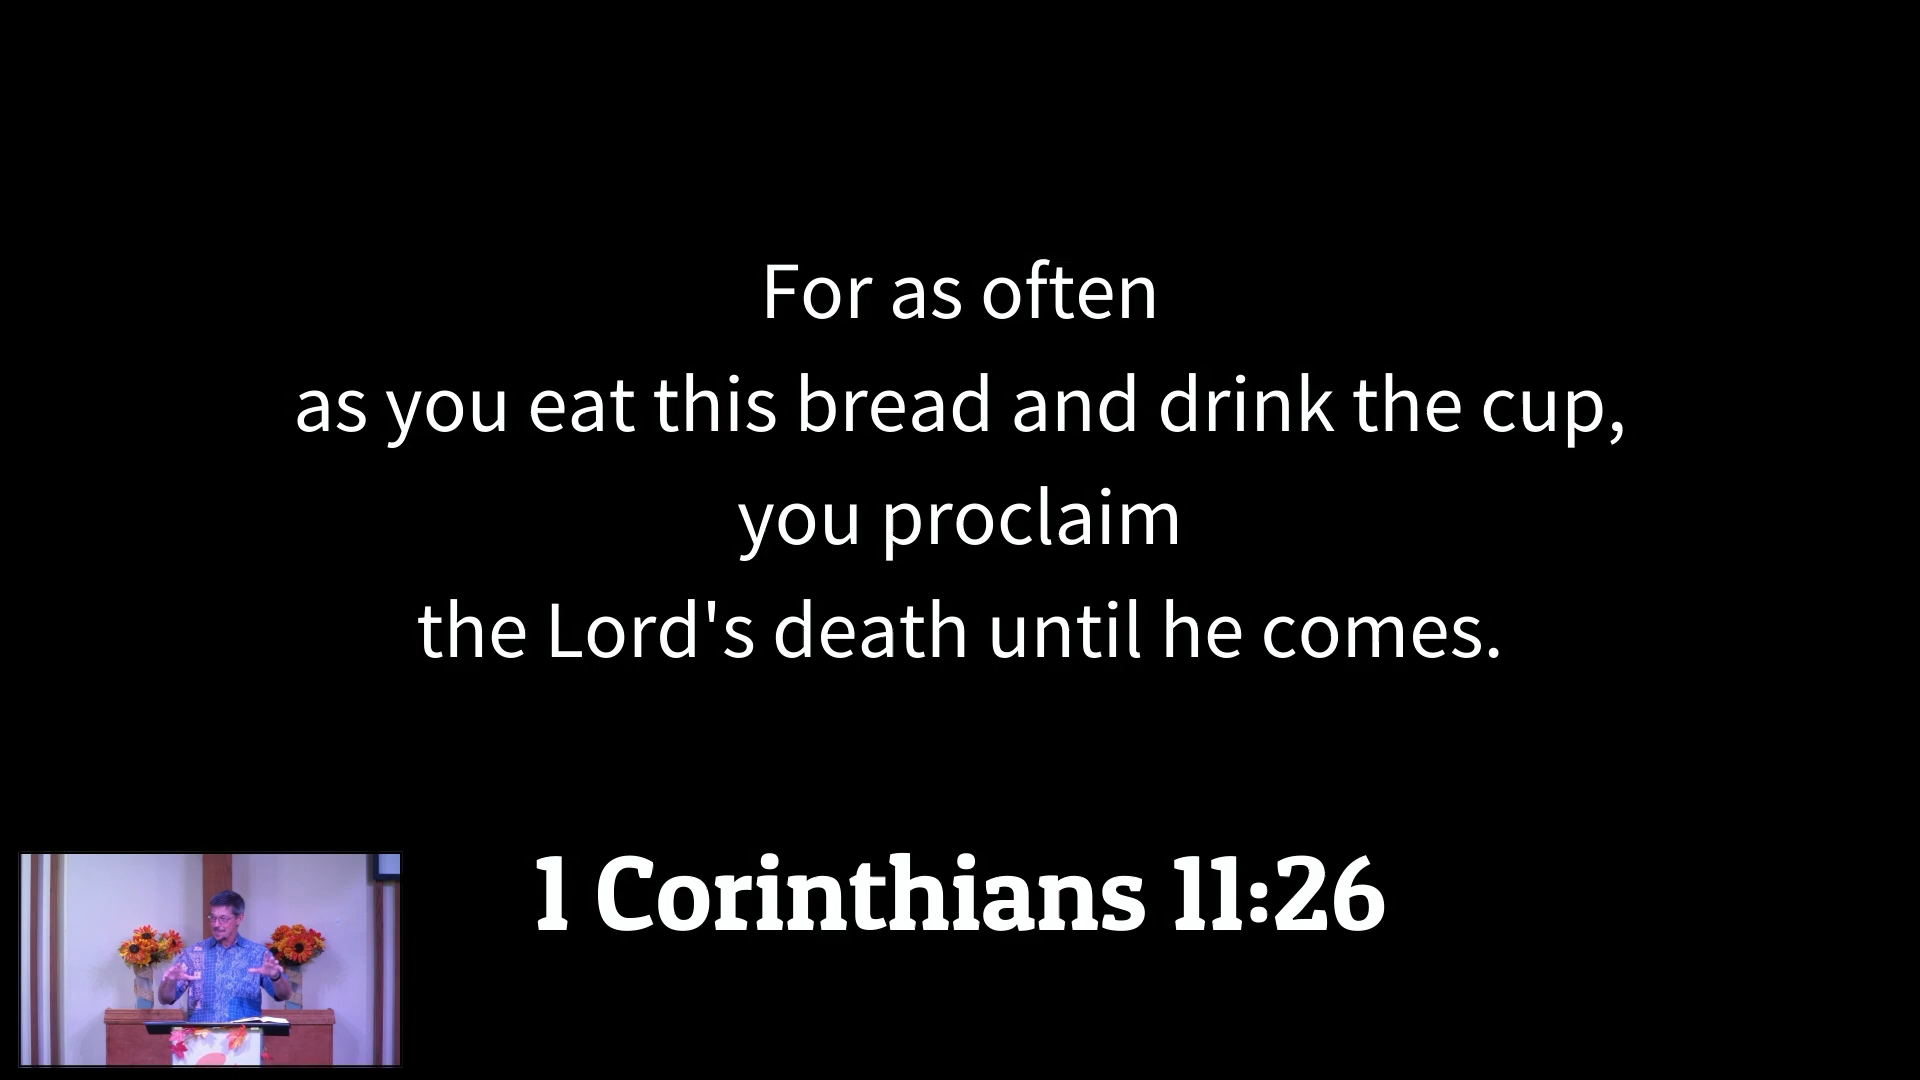 For as often
as you eat this bread and drink the cup,
you proclaim
the Lord's death until he comes.
1 Corinthians 11:26